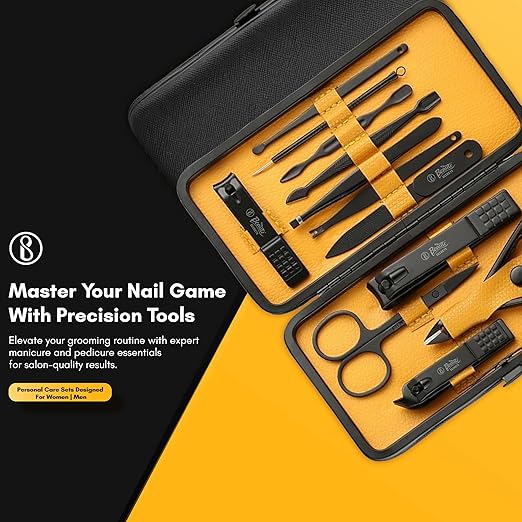 Master Your Nail Game
With Precision Tools
Elevate your grooming routine with expert
manicure and pedicure essentials
for salon-quality results.
Personal Care Sets Designed
For Women | Men